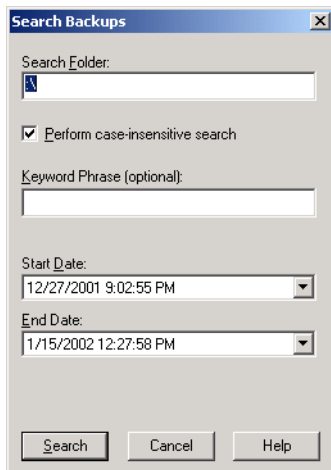 Search Backups
Search Folder:
:\
Perform case-insensitive search
Keyword Phrase (optional):
Start Date:
12/27/2001 9:02:55 PM
End Date:
1/15/2002 12:27:58 PM
Search Cancel Help